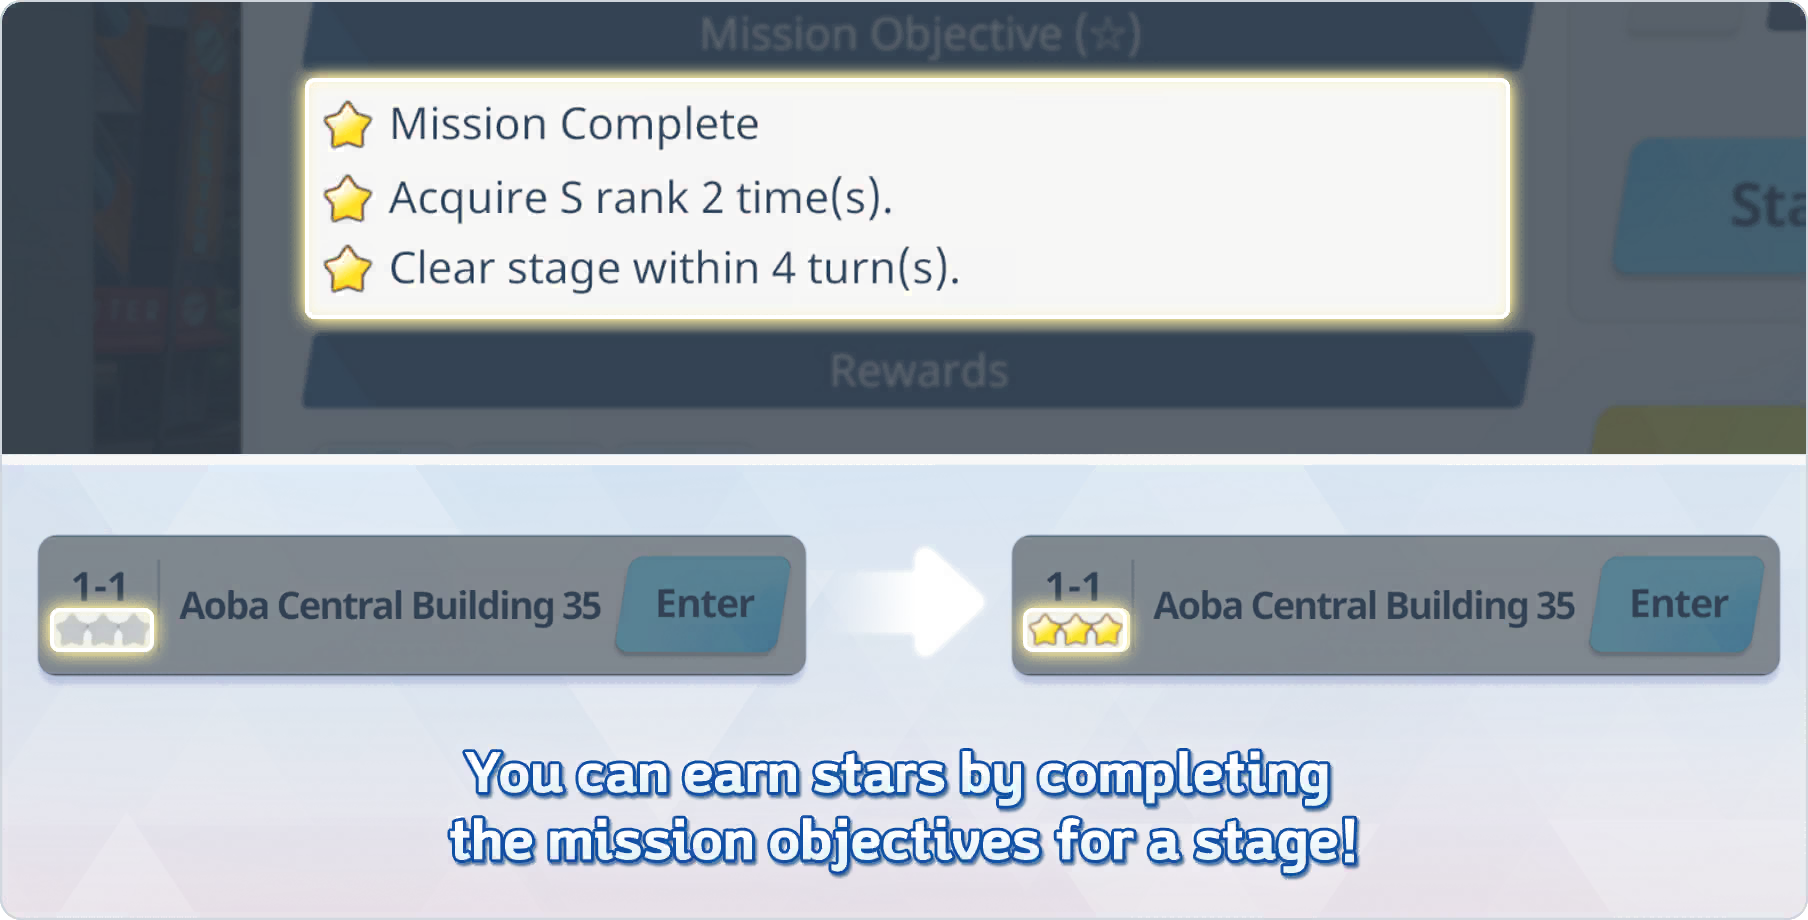 Mission Objective (☆)
Mission Complete
Acquire S rank 2 time(s).
Clear stage within 4 turn(s).
Rewards
1-1
Aoba Central Building 35
Enter
1-1
Aoba Central Building 35
Enter
You can earn stars by completing
the mission objectives for a stage!